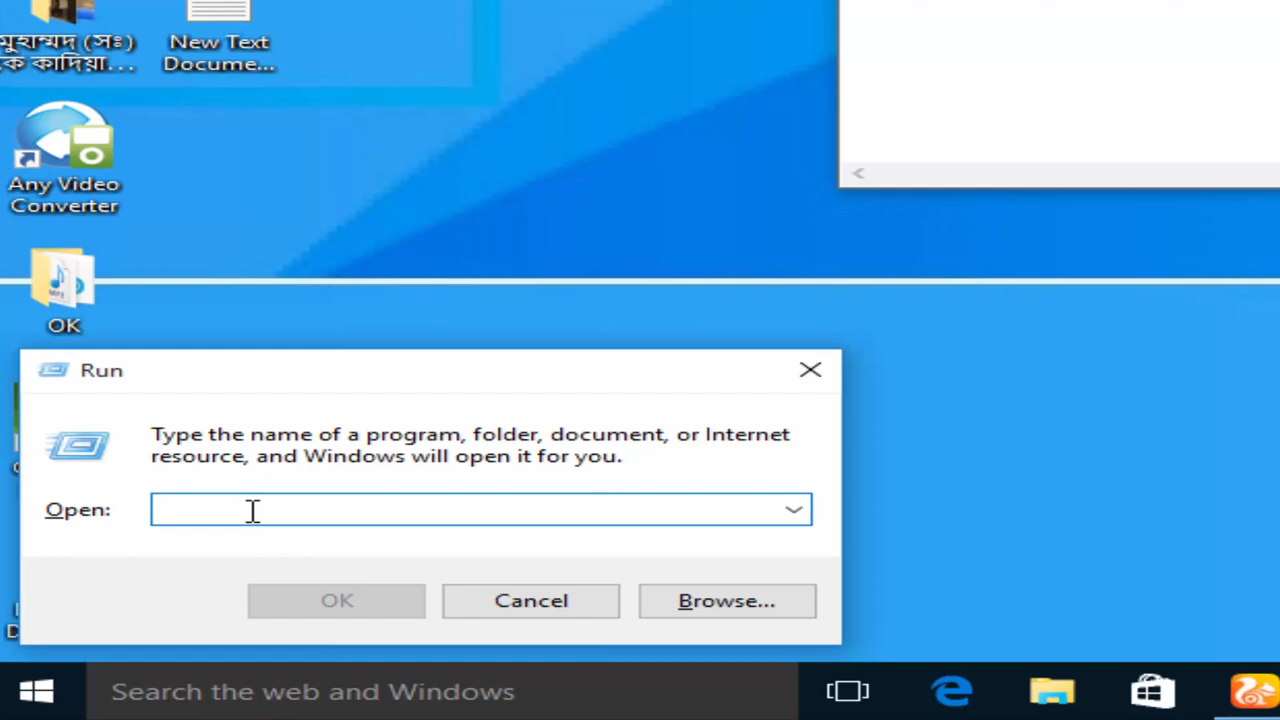 মুহাম্মদ (সঃ)
কে কাদিয়া...
New Text
Docume...
Any Video
Converter
OK
Run
Type the name of a program, folder, document, or Internet
resource, and Windows will open it for you.
Open:
OK
Cancel
Browse...
Search the web and Windows